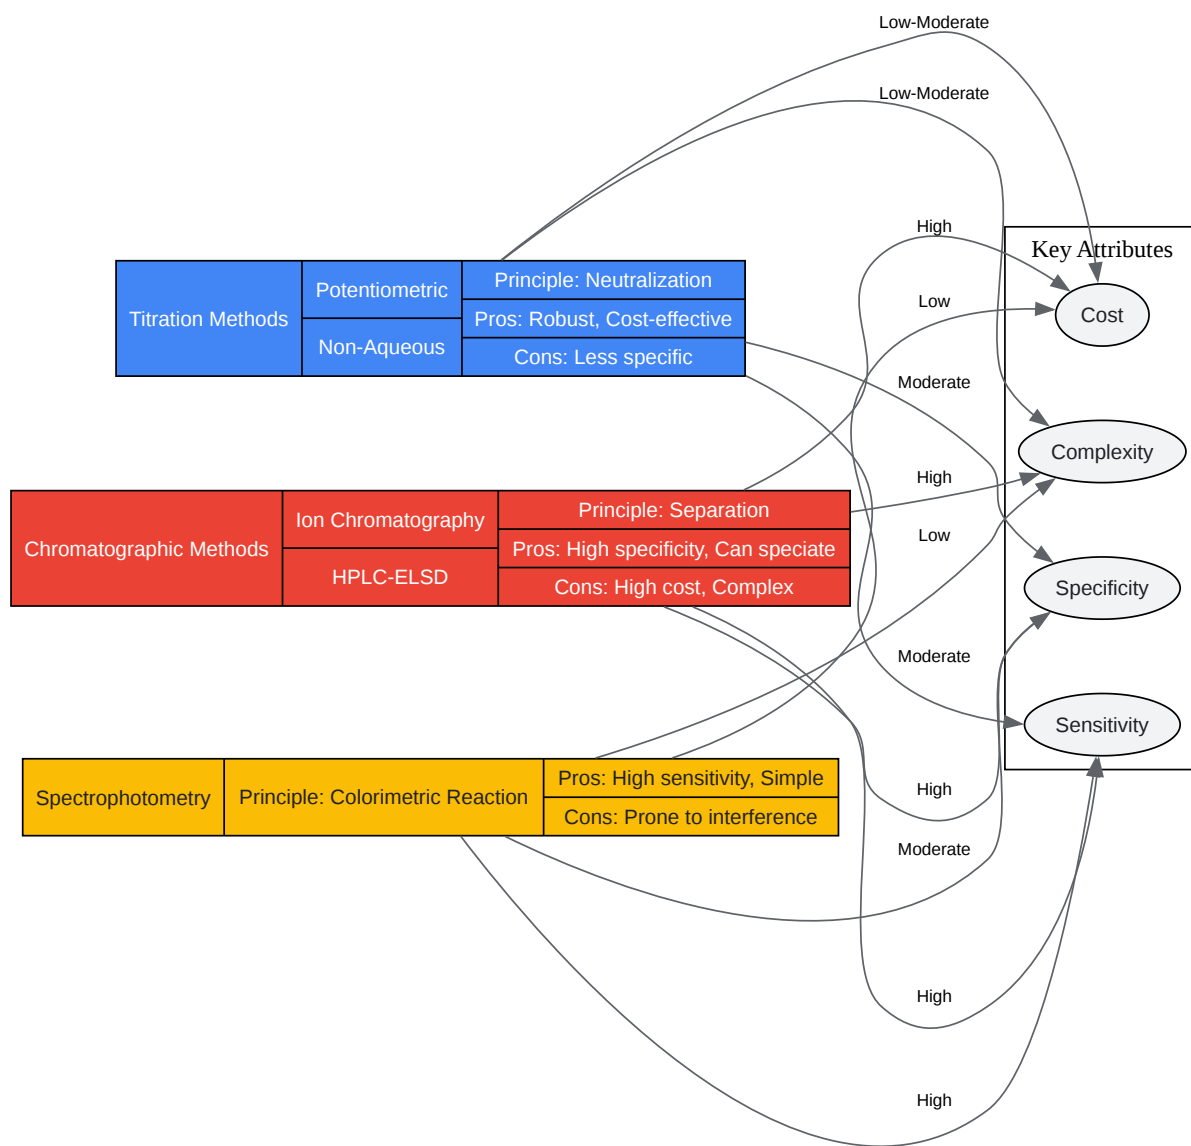 Low-Moderate
Low-Moderate
High
Key Attributes
Titration Methods
Potentiometric
Non-Aqueous
Principle: Neutralization
Pros: Robust, Cost-effective
Cons: Less specific
Low
Cost
Moderate
Complexity
High
Chromatographic Methods
Ion Chromatography
HPLC-ELSD
Principle: Separation
Pros: High specificity, Can speciate
Cons: High cost, Complex
Low
Specificity
Moderate
Sensitivity
Spectrophotometry
Principle: Colorimetric Reaction
Pros: High sensitivity, Simple
Cons: Prone to interference
High
Moderate
High
High